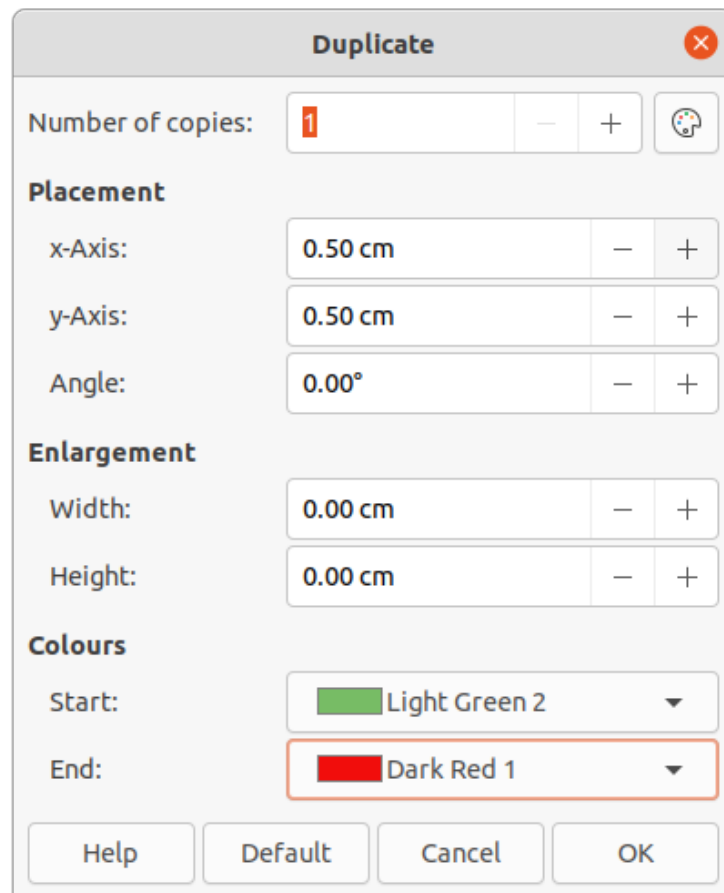 Duplicate
Number of copies: 1
Placement
x-Axis: 0.50 cm
y-Axis: 0.50 cm
Angle: 0.00°
Enlargement
Width: 0.00 cm
Height: 0.00 cm
Colours
Start: Light Green 2
End: Dark Red 1
Help Default Cancel OK